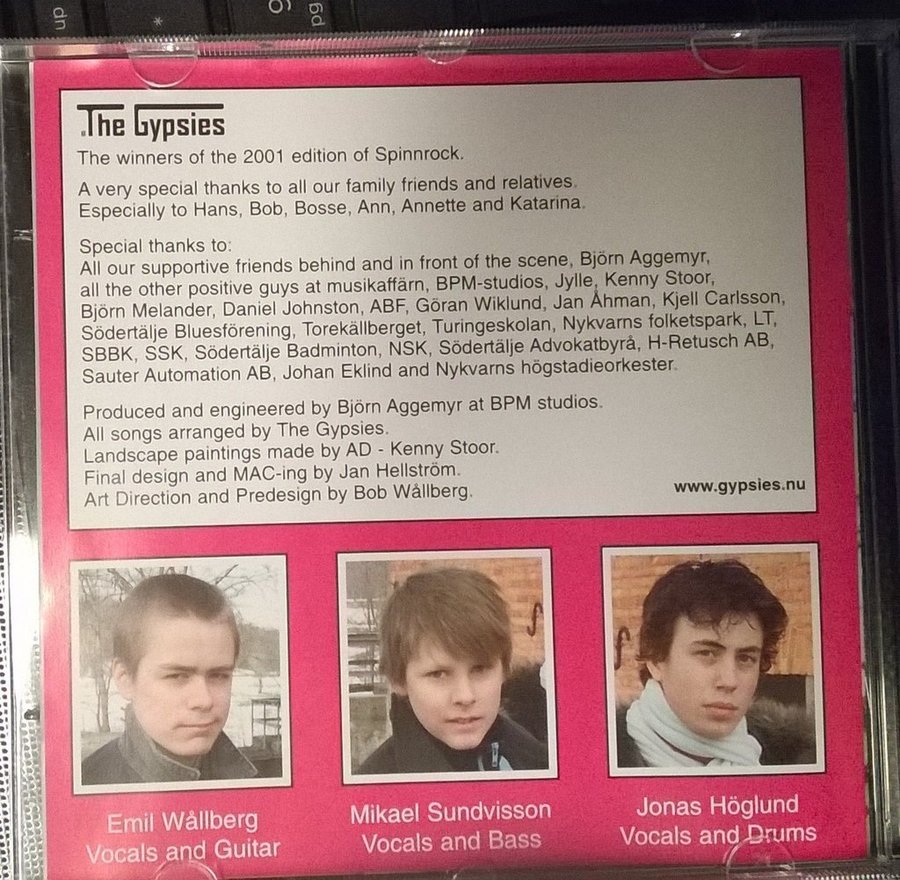 The Gypsies
The winners of the 2001 edition of Spinnrock.
A very special thanks to all our family friends and relatives.
Especially to Hans, Bob, Bosse, Ann, Annette and Katarina.
Special thanks to:
All our supportive friends behind and in front of the scene, Björn Aggemyr,
all the other positive guys at musikaffärn, BPM-studios, Jylle, Kenny Stoor,
Björn Melander, Daniel Johnston, ABF, Göran Wiklund, Jan Åhman, Kjell Carlsson,
Södertälje Bluesförening, Torekällberget, Turingeskolan, Nykvarns folketspark, LT,
SBBK, SSK, Södertälje Badminton, NSK, Södertälje Advokatbyrå, H-Retusch AB,
Sauter Automation AB, Johan Eklind and Nykvarns högstadieorkester.
Produced and engineered by Björn Aggemyr at BPM studios.
All songs arranged by The Gypsies.
Landscape paintings made by AD - Kenny Stoor.
Final design and MAC-ing by Jan Hellström.
Art Direction and Predesign by Bob Wållberg.
www.gypsies.nu
Emil Wållberg
Vocals and Guitar
Mikael Sundvisson
Vocals and Bass
Jonas Höglund
Vocals and Drums